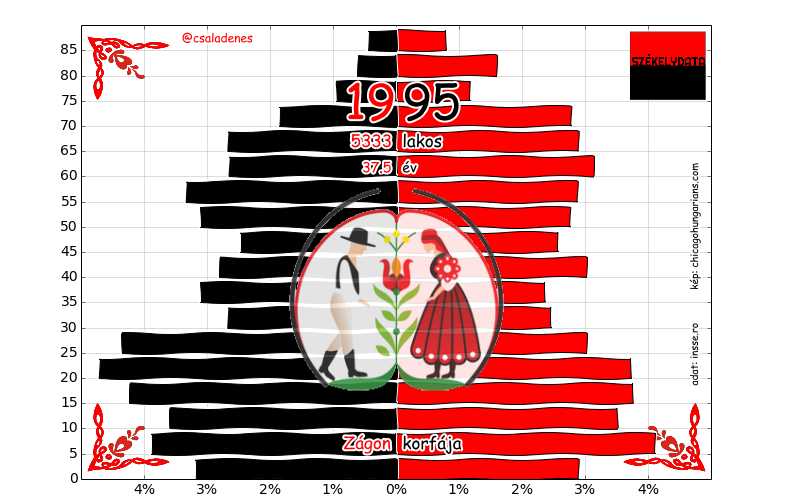 @csaladenes
SZÉKELYDATA
1995
5333 lakos
37.5 év
kép: chicagohungarians.com
adat: insse.ro
Zágon korfája
85
80
75
70
65
60
55
50
45
40
35
30
25
20
15
10
5
0
4% 3% 2% 1% 0% 1% 2% 3% 4%